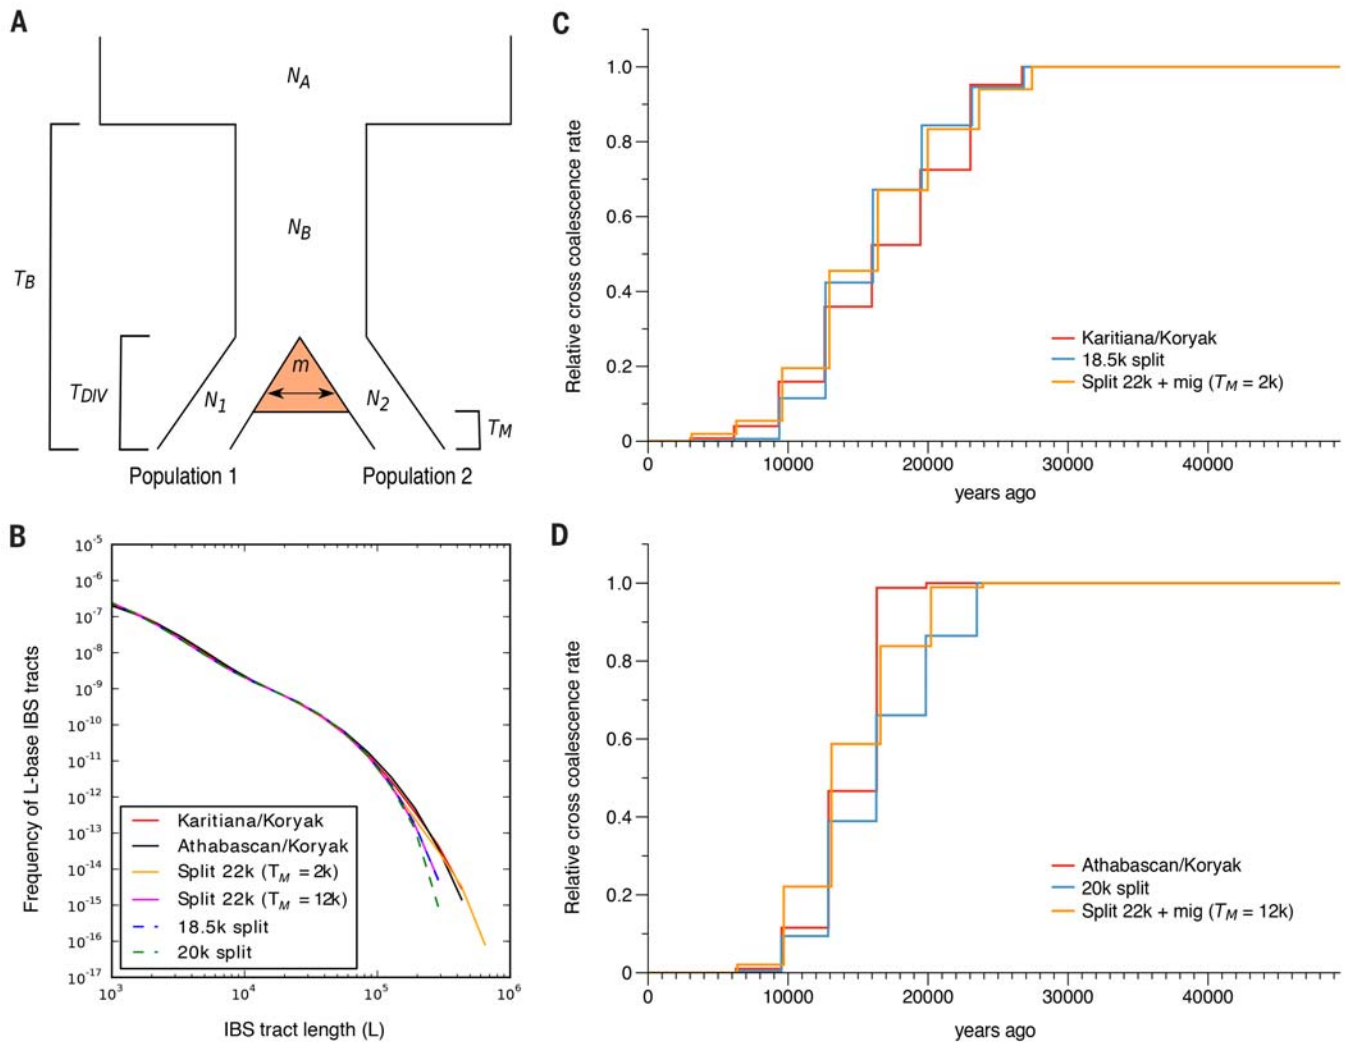 A
N_A
T_B
N_B
T_DIV
m
N_1
N_2
T_M
Population 1
Population 2
B
Frequency of L-base IBS tracts
10^-5
10^-6
10^-7
10^-8
10^-9
10^-10
10^-11
10^-12
10^-13
10^-14
10^-15
10^-16
10^-17
Karitiana/Koryak
Athabascan/Koryak
Split 22k (T_M = 2k)
Split 22k (T_M = 12k)
18.5k split
20k split
10^3
10^4
10^5
10^6
IBS tract length (L)
C
Relative cross coalescence rate
1.0
0.8
0.6
0.4
0.2
0
Karitiana/Koryak
18.5k split
Split 22k + mig (T_M = 2k)
0
10000
20000
30000
40000
years ago
D
Relative cross coalescence rate
1.0
0.8
0.6
0.4
0.2
0
Athabascan/Koryak
20k split
Split 22k + mig (T_M = 12k)
0
10000
20000
30000
40000
years ago